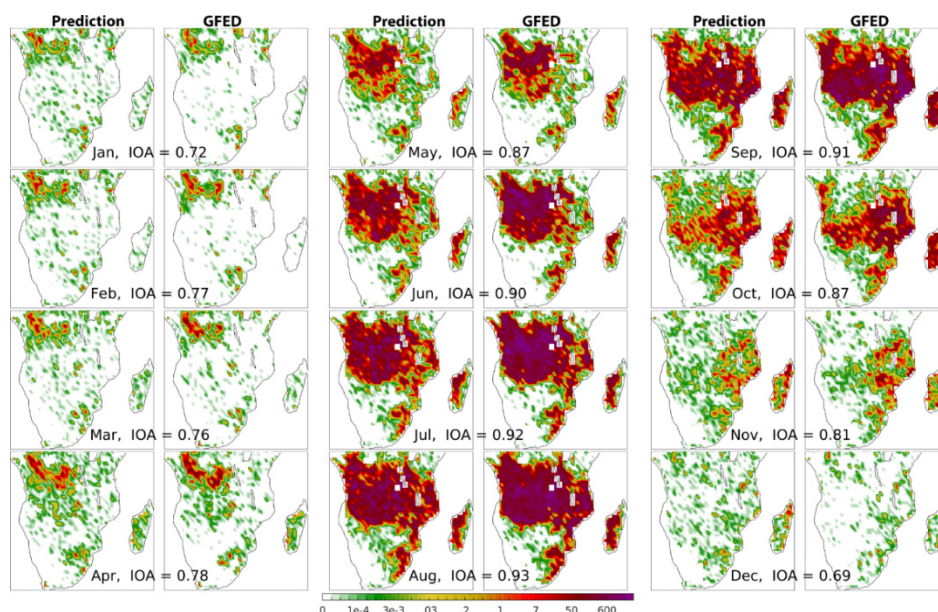 Prediction GFED Prediction GFED Prediction GFED
Jan, IOA = 0.72 May, IOA = 0.87 Sep, IOA = 0.91
Feb, IOA = 0.77 Jun, IOA = 0.90 Oct, IOA = 0.87
Mar, IOA = 0.76 Jul, IOA = 0.92 Nov, IOA = 0.81
Apr, IOA = 0.78 Aug, IOA = 0.93 Dec, IOA = 0.69
0 1e-4 3e-3 03 2 1 7 50 600